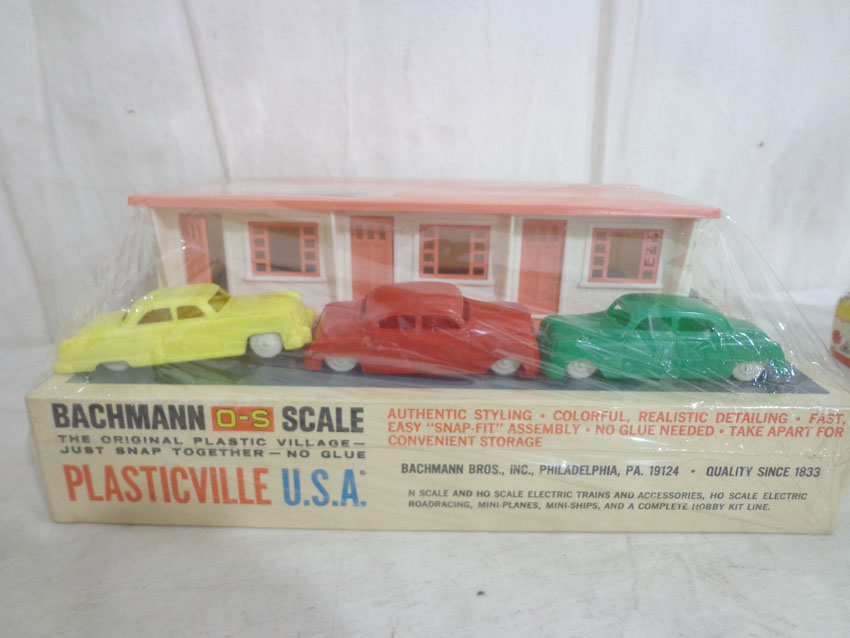 BACHMANN O-S SCALE
THE ORIGINAL PLASTIC VILLAGE—
JUST SNAP TOGETHER—NO GLUE
PLASTICVILLE U.S.A.®
AUTHENTIC STYLING • COLORFUL, REALISTIC DETAILING • FAST,
EASY "SNAP-FIT" ASSEMBLY • NO GLUE NEEDED • TAKE APART FOR
CONVENIENT STORAGE
BACHMANN BROS., INC., PHILADELPHIA, PA. 19124 • QUALITY SINCE 1833
N SCALE AND HO SCALE ELECTRIC TRAINS AND ACCESSORIES, HO SCALE ELECTRIC
ROADRACING, MINI-PLANES, MINI-SHIPS, AND A COMPLETE HOBBY KIT LINE.